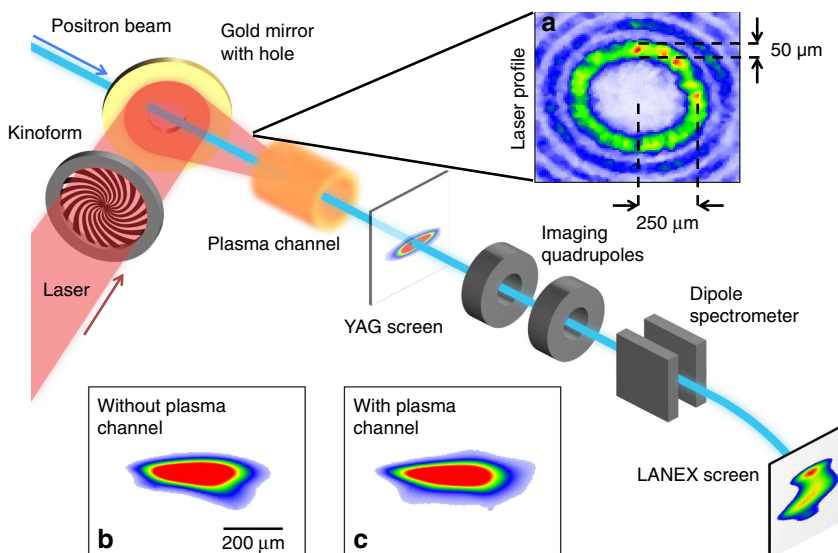 Positron beam
Gold mirror
with hole
a
Laser profile
50 µm
250 µm
Kinoform
Laser
Plasma channel
YAG screen
Imaging
quadrupoles
Dipole
spectrometer
LANEX screen
Without plasma
channel
b
200 µm
With plasma
channel
c